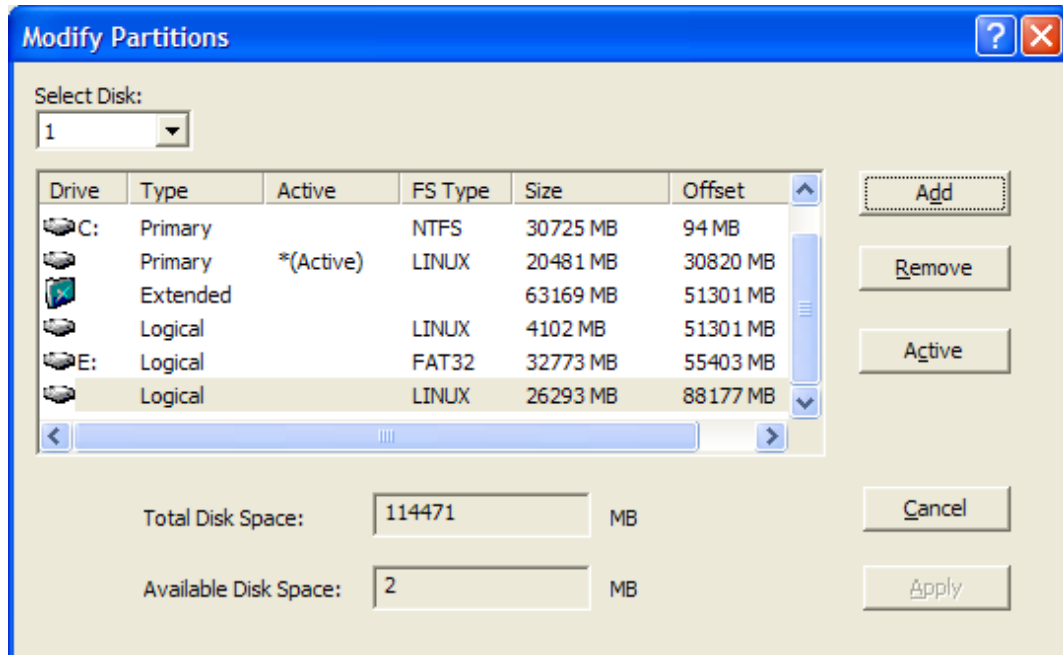 Modify Partitions
Select Disk:
1
Drive Type Active FS Type Size Offset
C: Primary NTFS 30725 MB 94 MB
Primary *(Active) LINUX 20481 MB 30820 MB
Extended 63169 MB 51301 MB
Logical LINUX 4102 MB 51301 MB
E: Logical FAT32 32773 MB 55403 MB
Logical LINUX 26293 MB 88177 MB
Add
Remove
Active
Total Disk Space: 114471 MB
Cancel
Available Disk Space: 2 MB
Apply